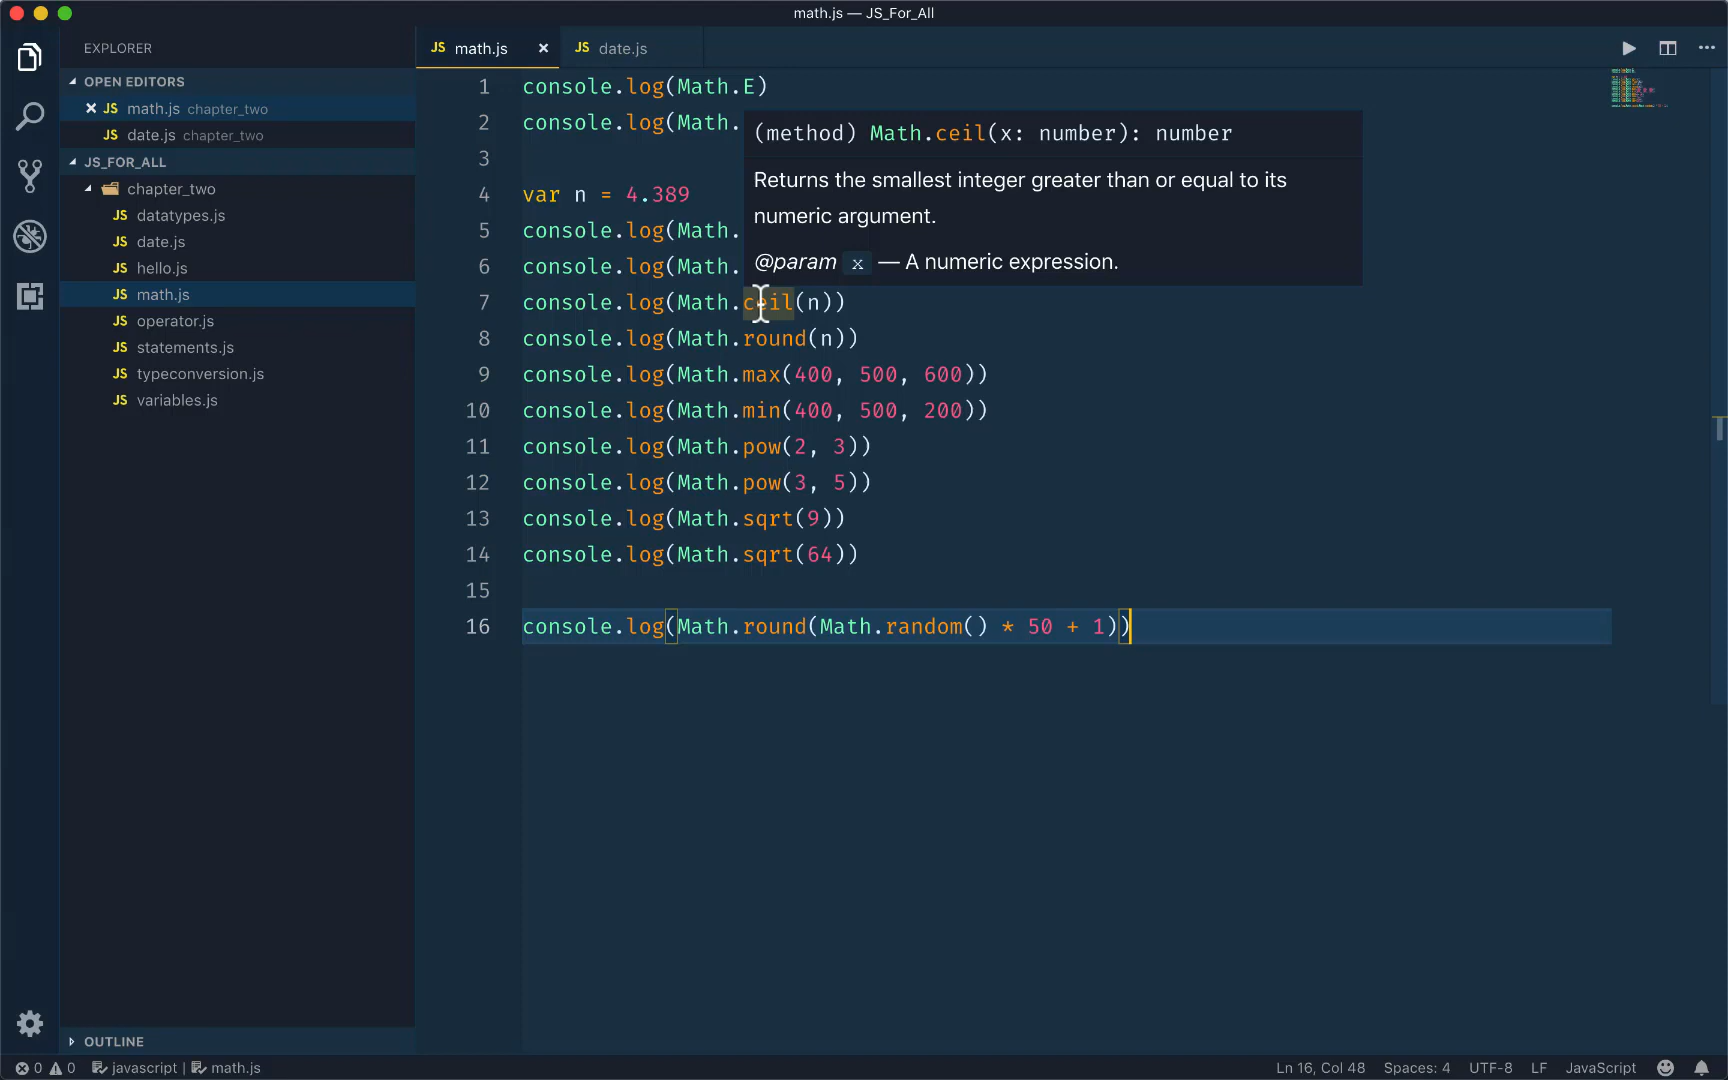 math.js — JS_For_All
EXPLORER
OPEN EDITORS
JS math.js chapter_two
JS date.js chapter_two
JS_FOR_ALL
chapter_two
JS datatypes.js
JS date.js
JS hello.js
JS math.js
JS operator.js
JS statements.js
JS typeconversion.js
JS variables.js
OUTLINE
JS math.js × JS date.js
1 console.log(Math.E)
2 console.log(Math.
3
4 var n = 4.389
5 console.log(Math.
6 console.log(Math.
7 console.log(Math.ceil(n))
8 console.log(Math.round(n))
9 console.log(Math.max(400, 500, 600))
10 console.log(Math.min(400, 500, 200))
11 console.log(Math.pow(2, 3))
12 console.log(Math.pow(3, 5))
13 console.log(Math.sqrt(9))
14 console.log(Math.sqrt(64))
15
16 console.log(Math.round(Math.random() * 50 + 1))
(method) Math.ceil(x: number): number
Returns the smallest integer greater than or equal to its
numeric argument.
@param x — A numeric expression.
0 0 javascript | math.js Ln 16, Col 48 Spaces: 4 UTF-8 LF JavaScript